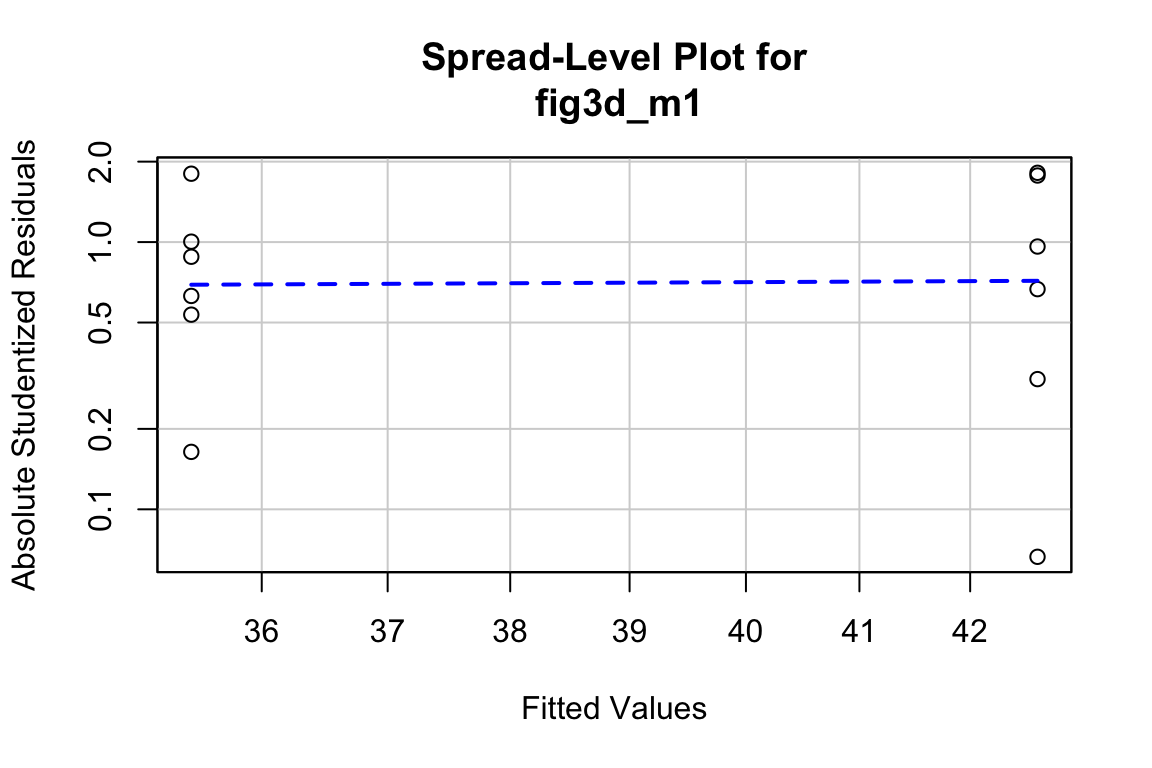 Spread-Level Plot for
fig3d_m1
Absolute Studentized Residuals
2.0
1.0
0.5
0.2
0.1
36 37 38 39 40 41 42
Fitted Values